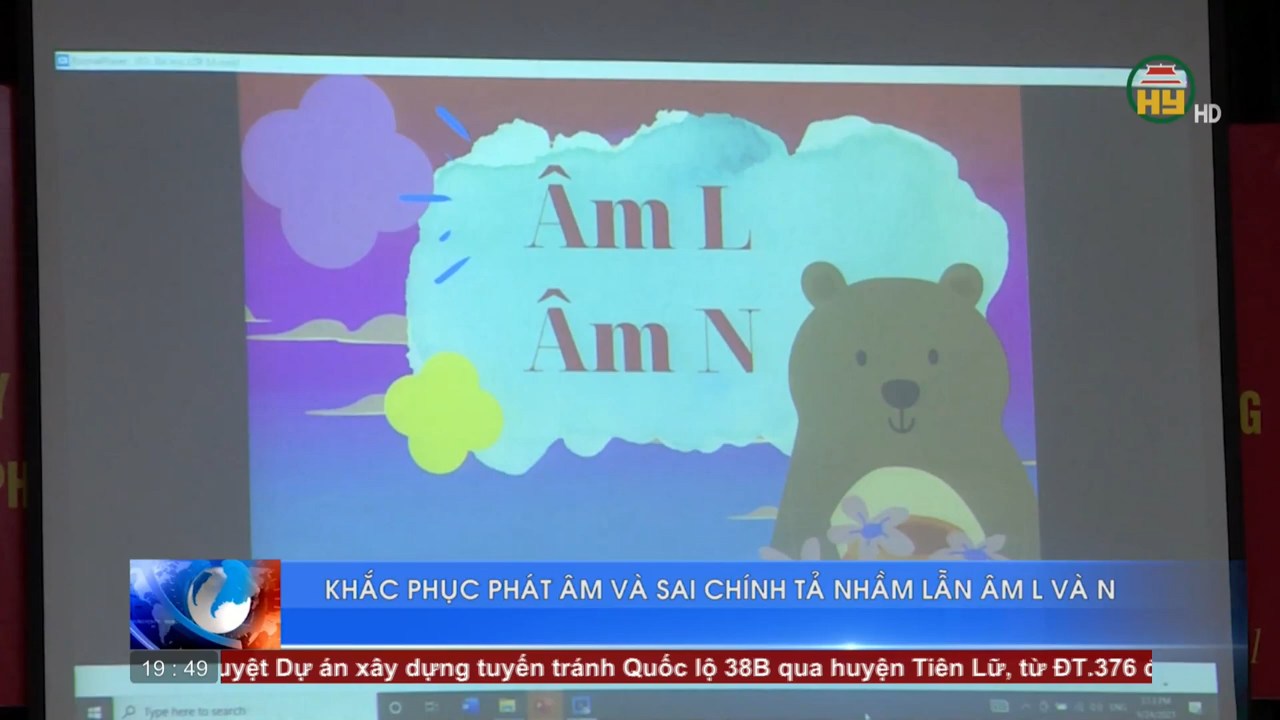 HY HD
Âm L
Âm N
G
PH
KHẮC PHỤC PHÁT ÂM VÀ SAI CHÍNH TẢ NHẦM LẪN ÂM L VÀ N
19 : 49 uyệt Dự án xây dựng tuyến tránh Quốc lộ 38B qua huyện Tiên Lữ, từ ĐT.376 đ
Type here to search